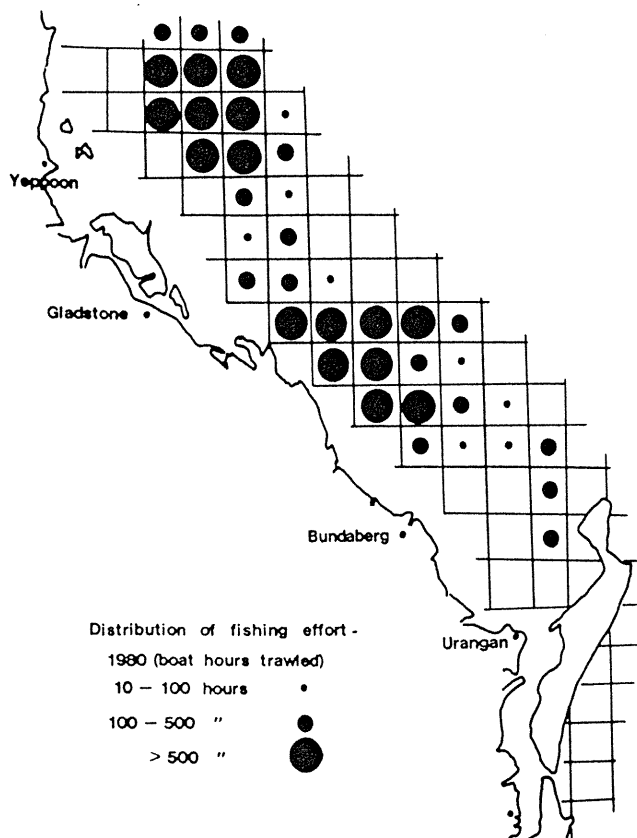 Yeppoon
Gladstone
Bundaberg
Urangan
Distribution of fishing effort -
1980 (boat hours trawled)
10 – 100 hours
100 – 500 "
> 500 "